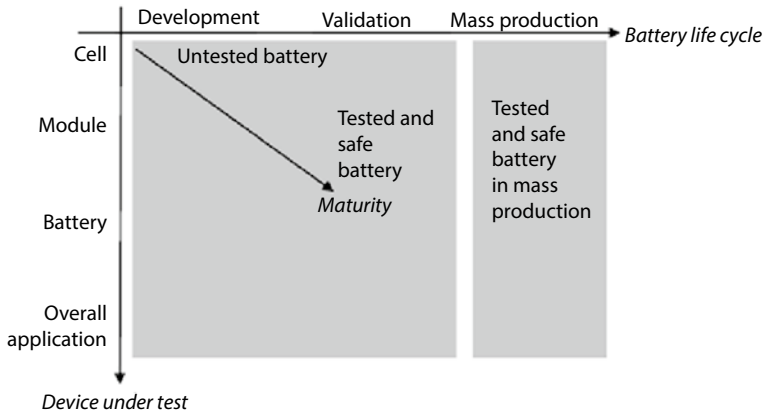 Development
Validation
Mass production
Battery life cycle
Cell
Untested battery
Module
Tested and
safe
battery
Tested
and safe
battery
in mass
production
Maturity
Battery
Overall
application
Device under test